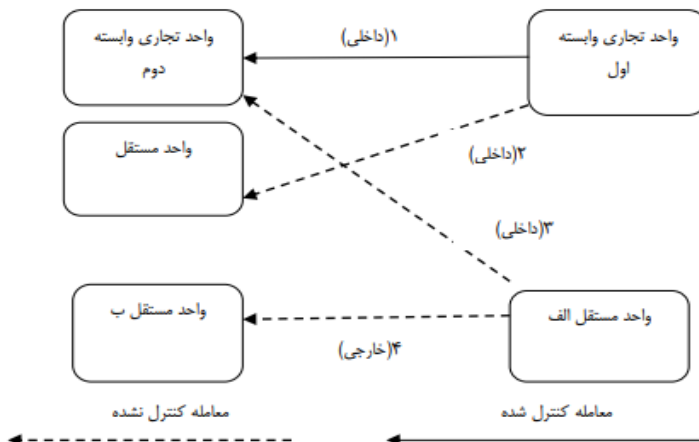 واحد تجاری وابسته
اول
۱(داخلی)
واحد تجاری وابسته
دوم
۲(داخلی)
واحد مستقل
۳(داخلی)
واحد مستقل الف
۴(خارجی)
واحد مستقل ب
معامله کنترل شده
معامله کنترل نشده